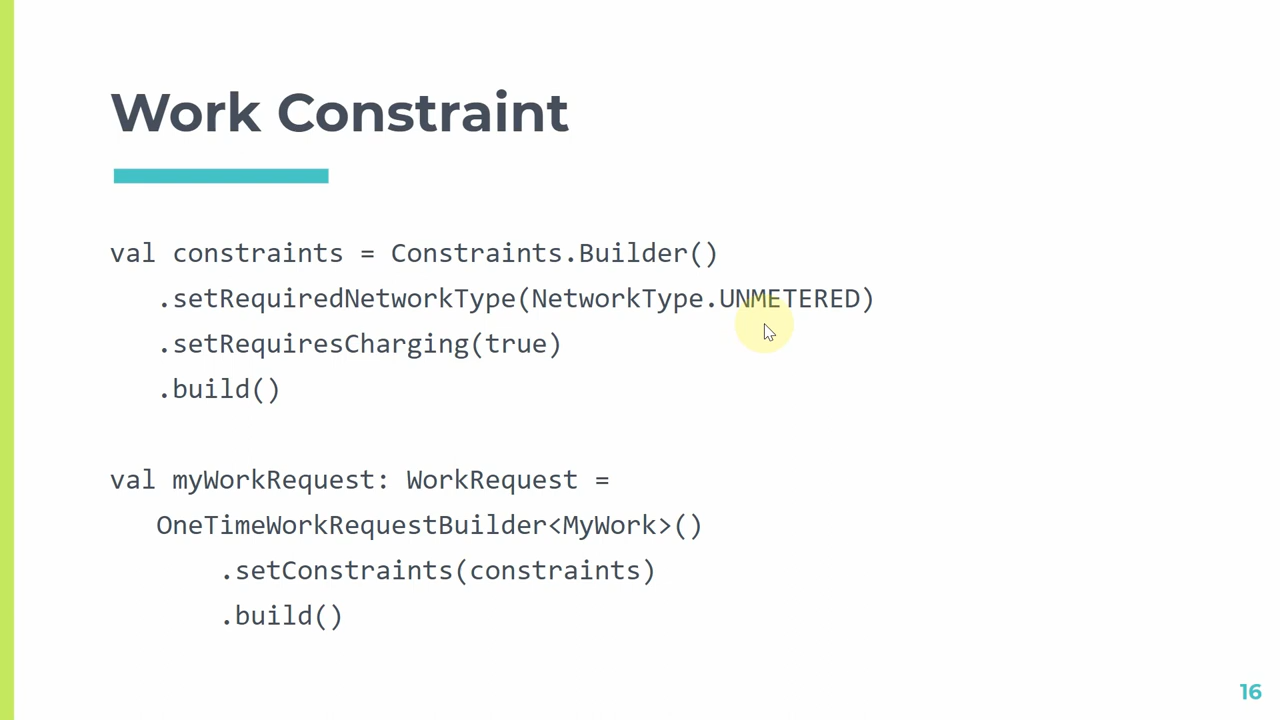 Work Constraint
val constraints = Constraints.Builder()
.setRequiredNetworkType(NetworkType.UNMETERED)
.setRequiresCharging(true)
.build()
val myWorkRequest: WorkRequest =
OneTimeWorkRequestBuilder<MyWork>()
.setConstraints(constraints)
.build()
16